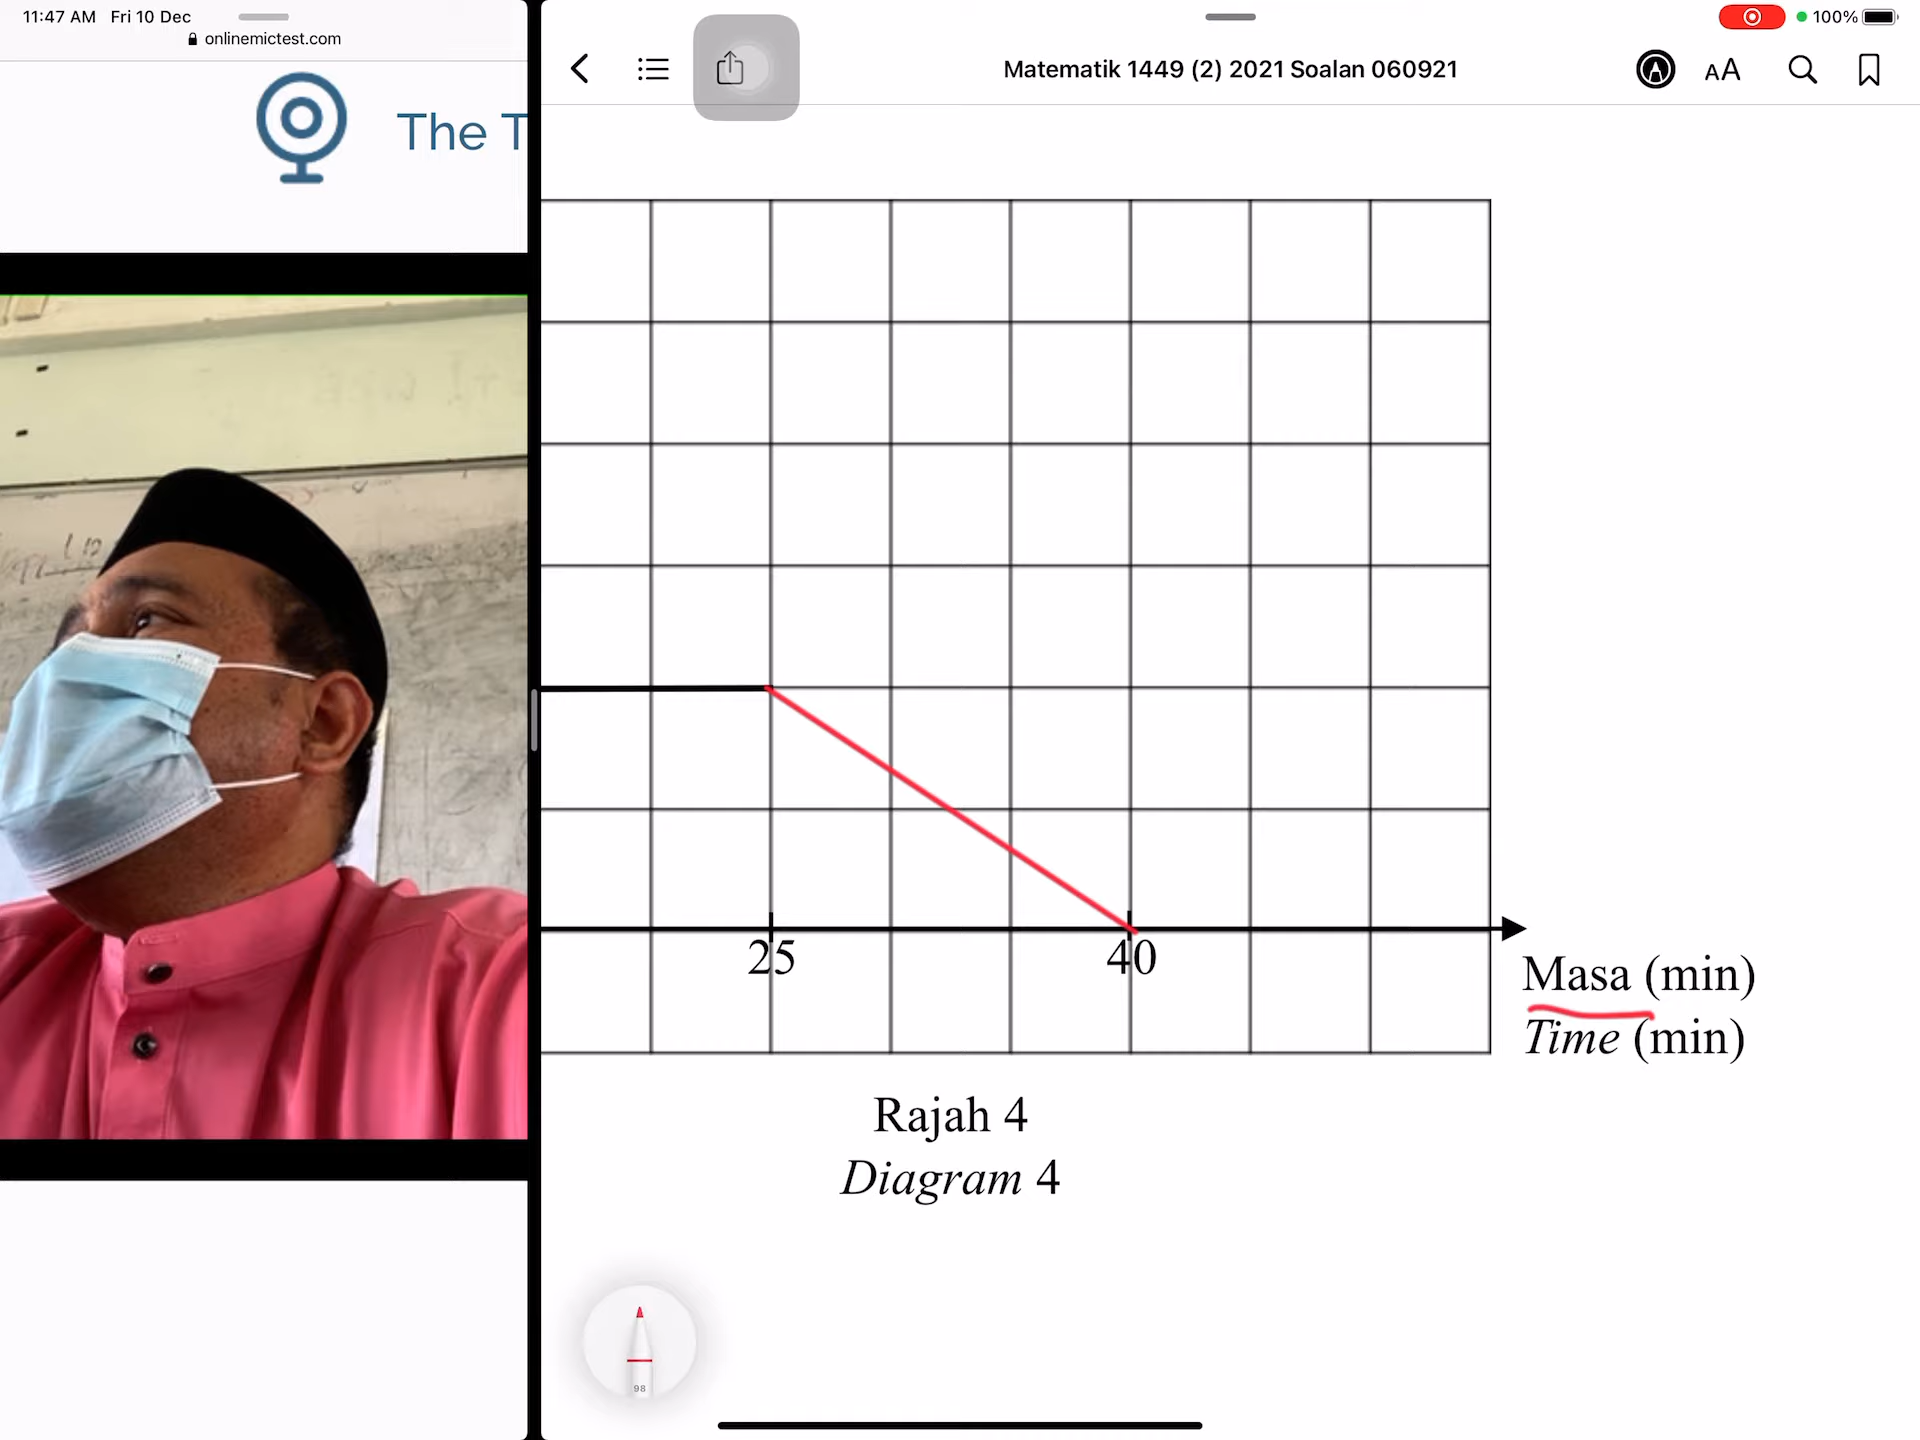 11:47 AM Fri 10 Dec
onlinemictest.com
The T
Matematik 1449 (2) 2021 Soalan 060921
AA
100%
25
40
Masa (min)
Time (min)
Rajah 4
Diagram 4
98